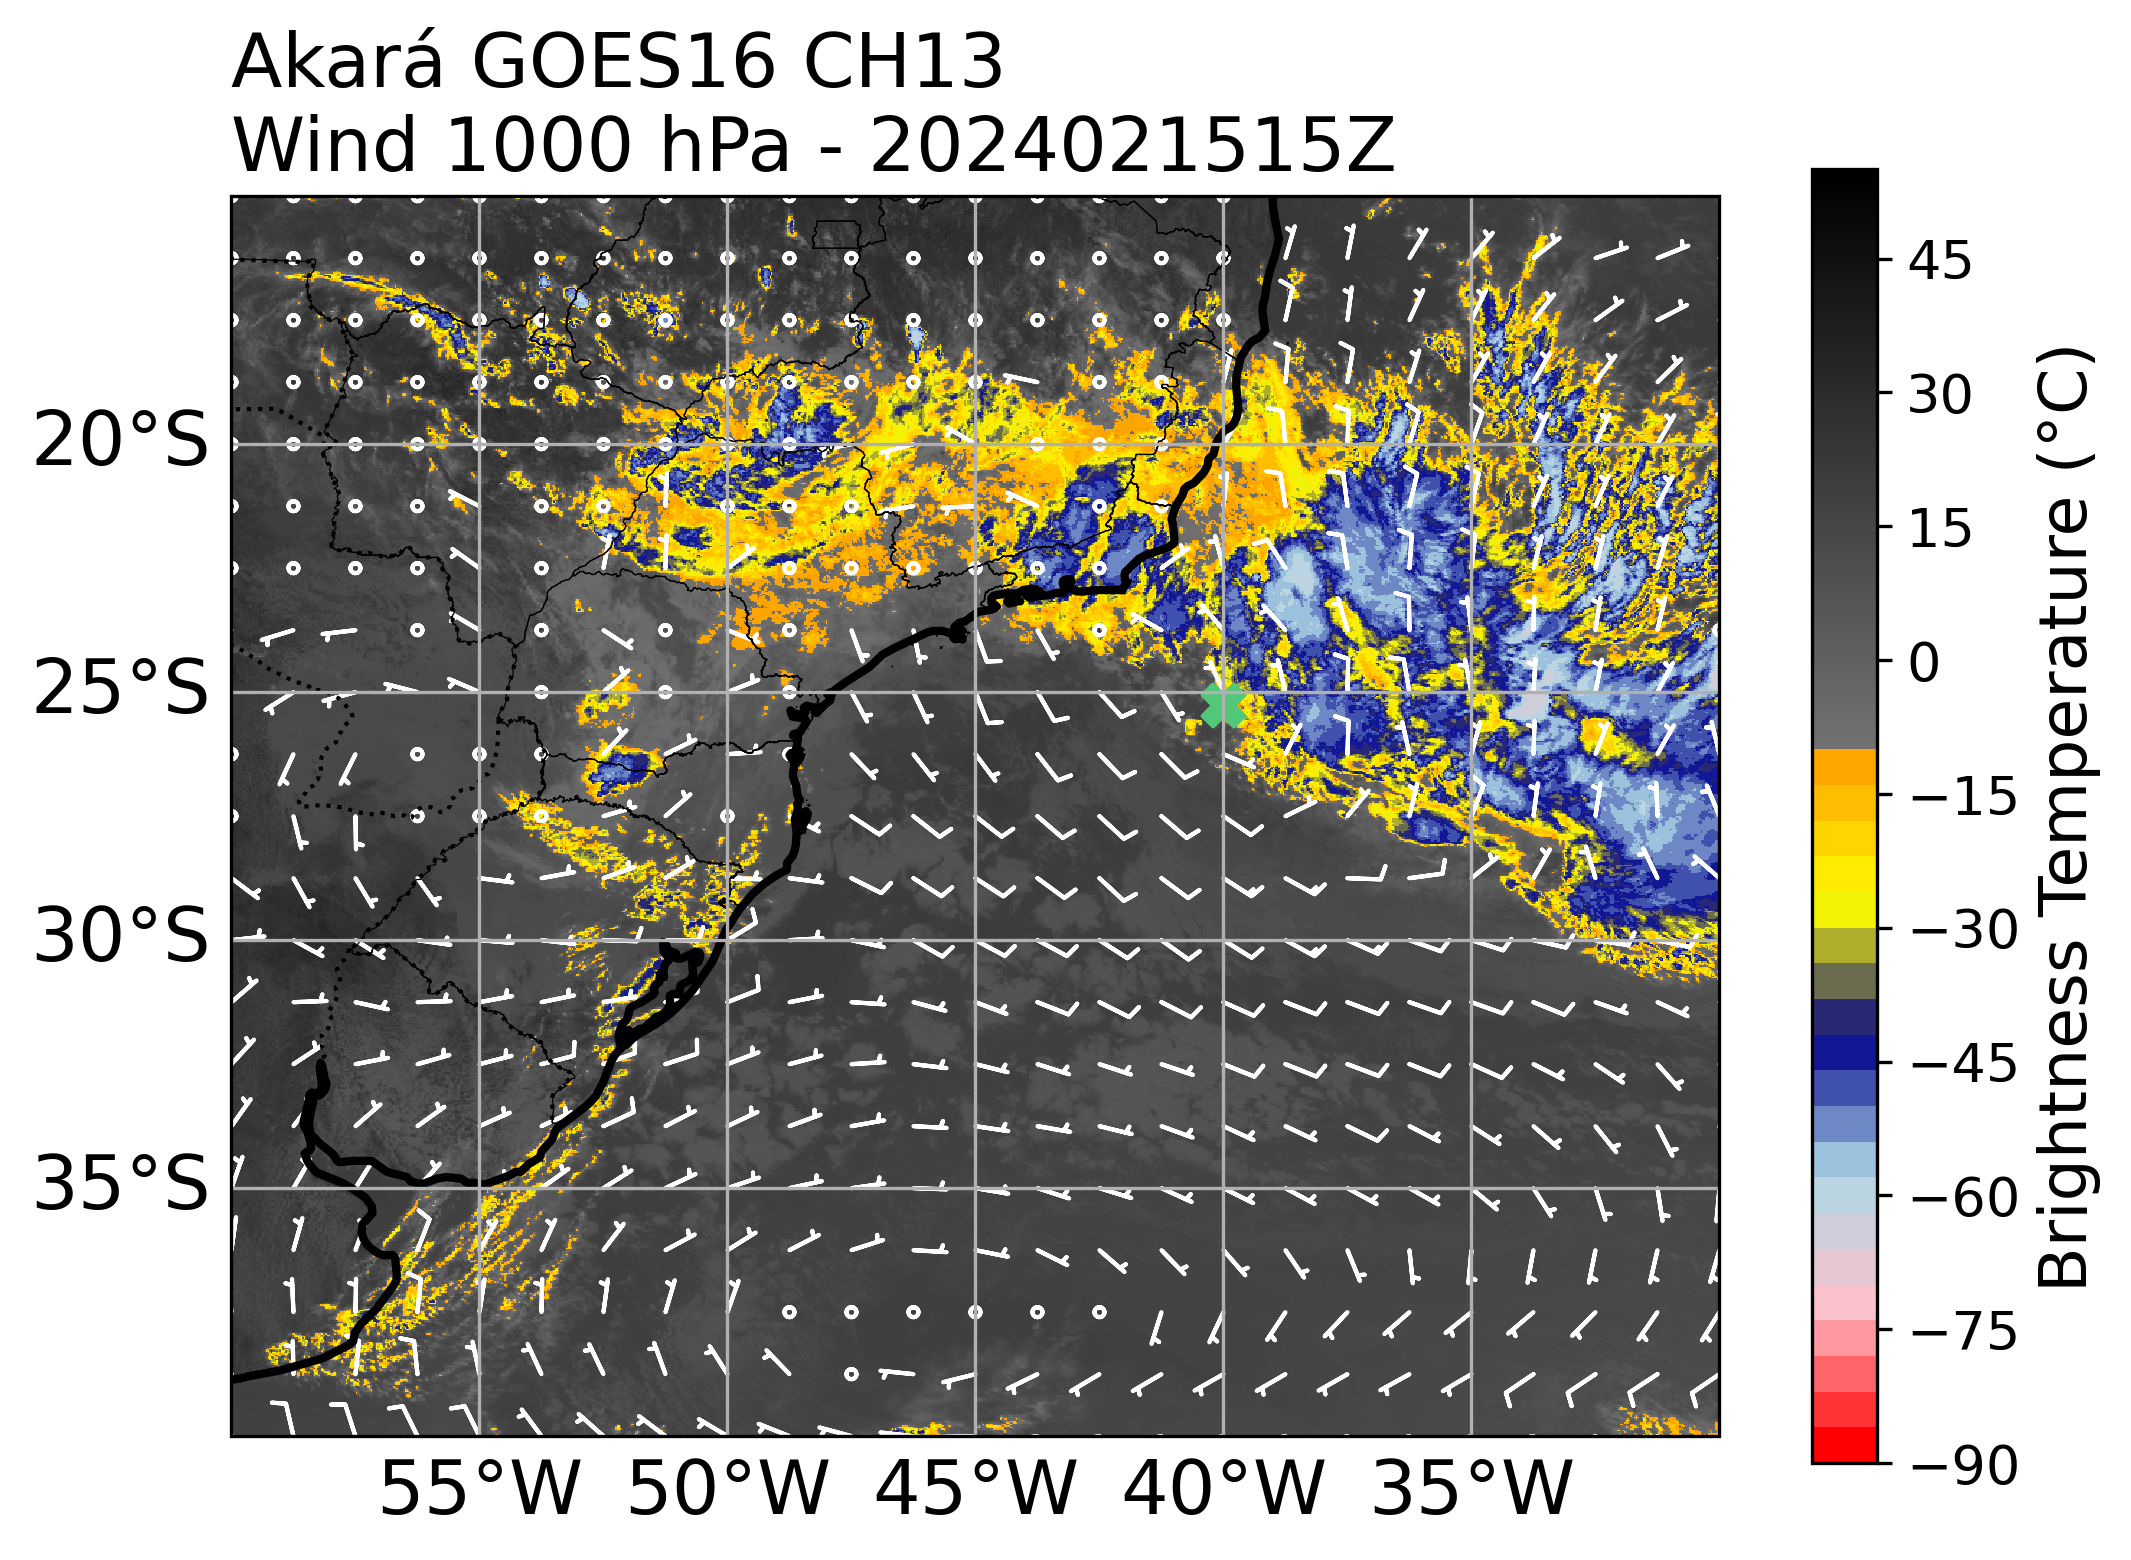 Akará GOES16 CH13
Wind 1000 hPa - 2024021515Z
20°S
25°S
30°S
35°S
55°W
50°W
45°W
40°W
35°W
45
30
15
0
−15
−30
−45
−60
−75
−90
Brightness Temperature (°C)